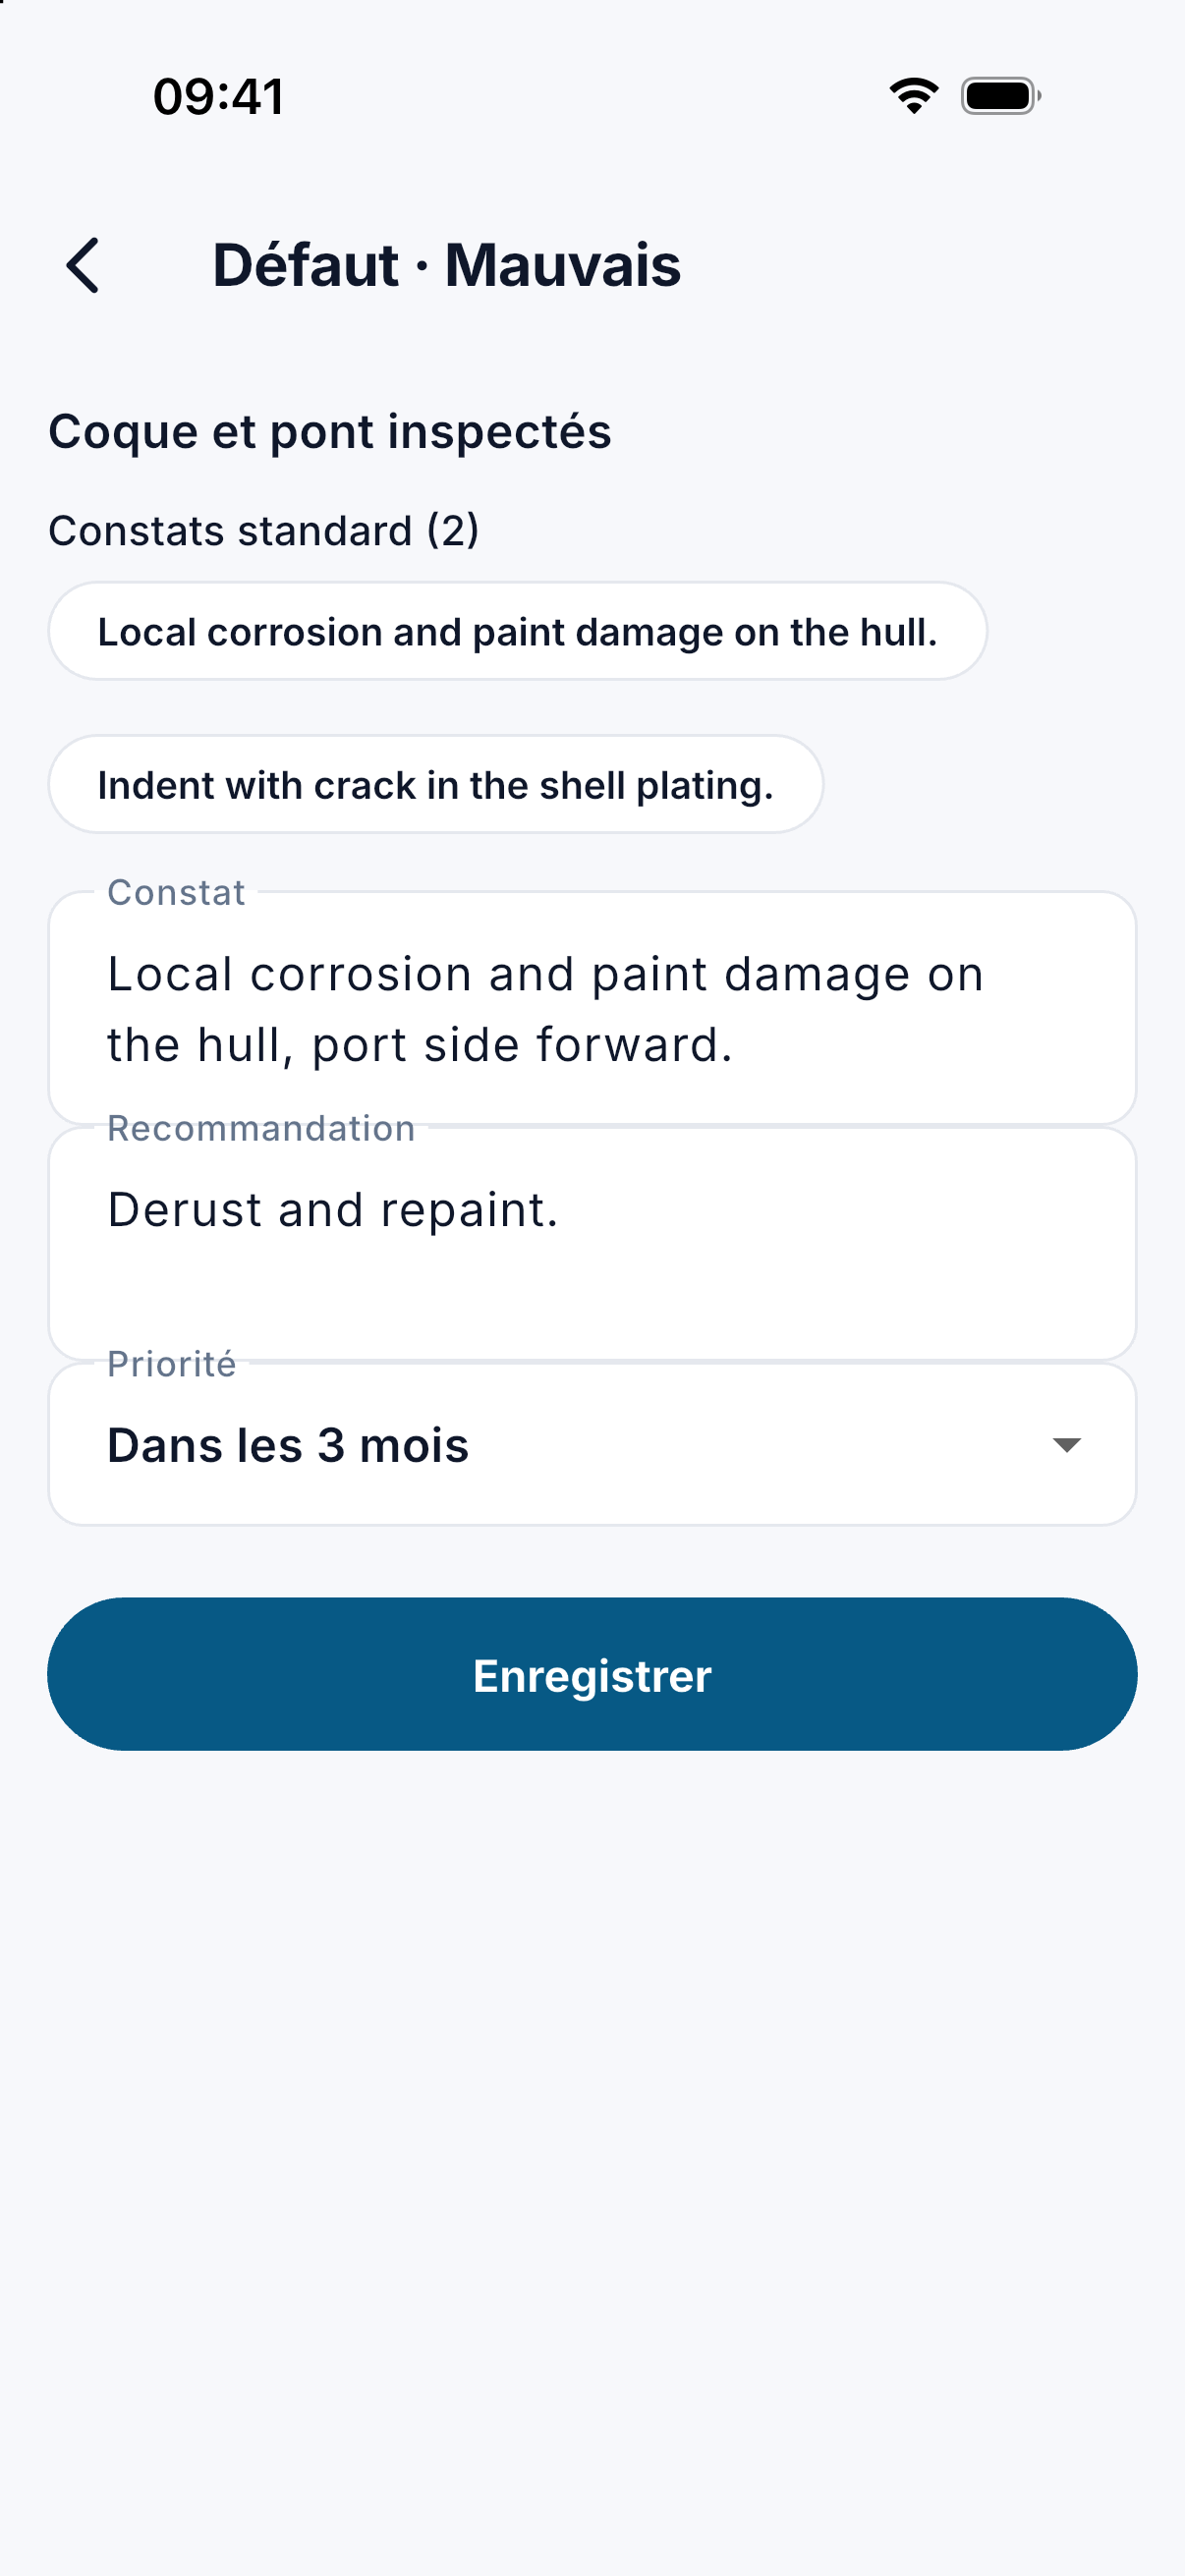 09:41
Défaut · Mauvais
Coque et pont inspectés
Constats standard (2)
Local corrosion and paint damage on the hull.
Indent with crack in the shell plating.
Constat
Local corrosion and paint damage on
the hull, port side forward.
Recommandation
Derust and repaint.
Priorité
Dans les 3 mois
Enregistrer